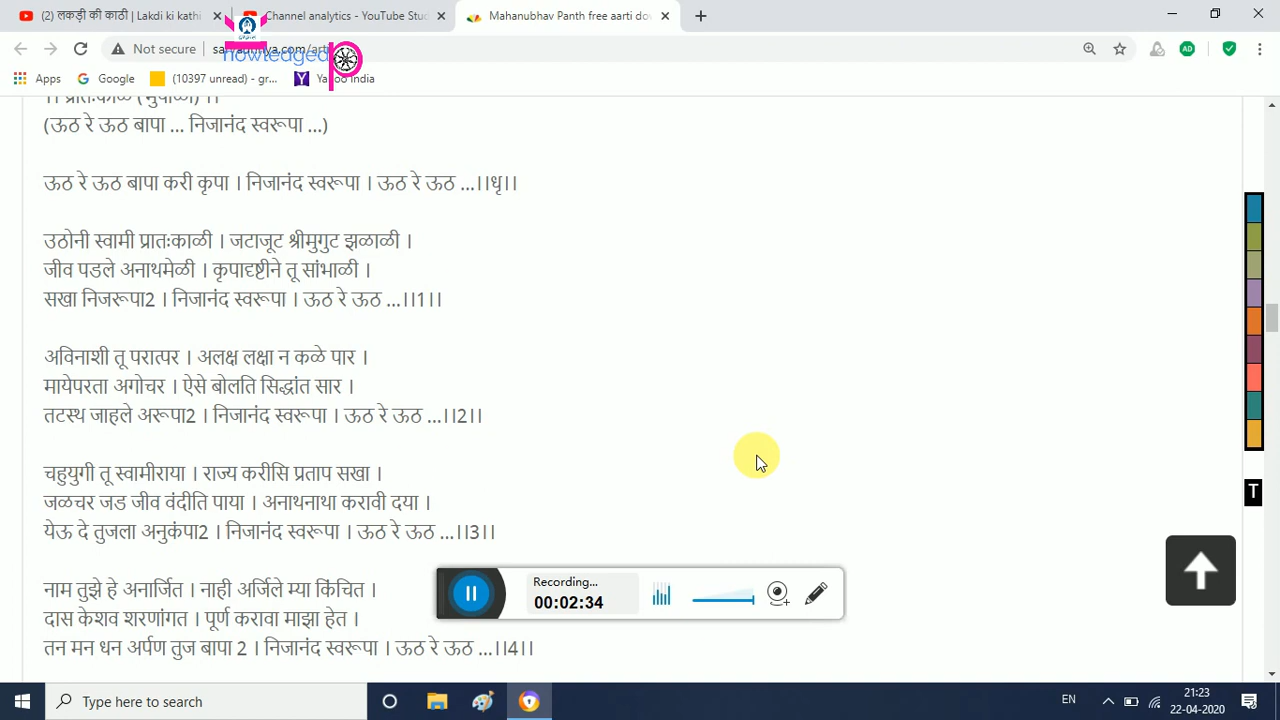 (2) लकड़ी की काठी | Lakdi ki kathi
Channel analytics - YouTube Stud
Mahanubhav Panth free aarti dov
Not secure
nowledged
Apps
Google
(10397 unread) - gr...
Yahoo India
(ऊठ रे ऊठ बापा ... निजानंद स्वरूपा ...)
ऊठ रे ऊठ बापा करी कृपा । निजानंद स्वरूपा । ऊठ रे ऊठ ...।।धृ।।
उठोनी स्वामी प्रातःकाळी । जटाजूट श्रीमुगुट झळाळी ।
जीव पडले अनाथमेळी । कृपादृष्टीने तू सांभाळी ।
सखा निजरूपा2 । निजानंद स्वरूपा । ऊठ रे ऊठ ...।।1।।
अविनाशी तू परात्पर । अलक्ष लक्षा न कळे पार ।
मायेपरता अगोचर । ऐसे बोलति सिद्धांत सार ।
तटस्थ जाहले अरूपा2 । निजानंद स्वरूपा । ऊठ रे ऊठ ...।।2।।
चहुयुगी तू स्वामीराया । राज्य करीसि प्रताप सखा ।
जळचर जड जीव वंदीति पाया । अनाथनाथा करावी दया ।
येऊ दे तुजला अनुकंपा2 । निजानंद स्वरूपा । ऊठ रे ऊठ ...।।3।।
नाम तुझे हे अनार्जित । नाही अर्जिले म्या किंचित ।
दास केशव शरणांगत । पूर्ण करावा माझा हेत ।
तन मन धन अर्पण तुज बापा 2 । निजानंद स्वरूपा । ऊठ रे ऊठ ...।।4।।
Recording...
00:02:34
T
Type here to search
EN
21:23
22-04-2020